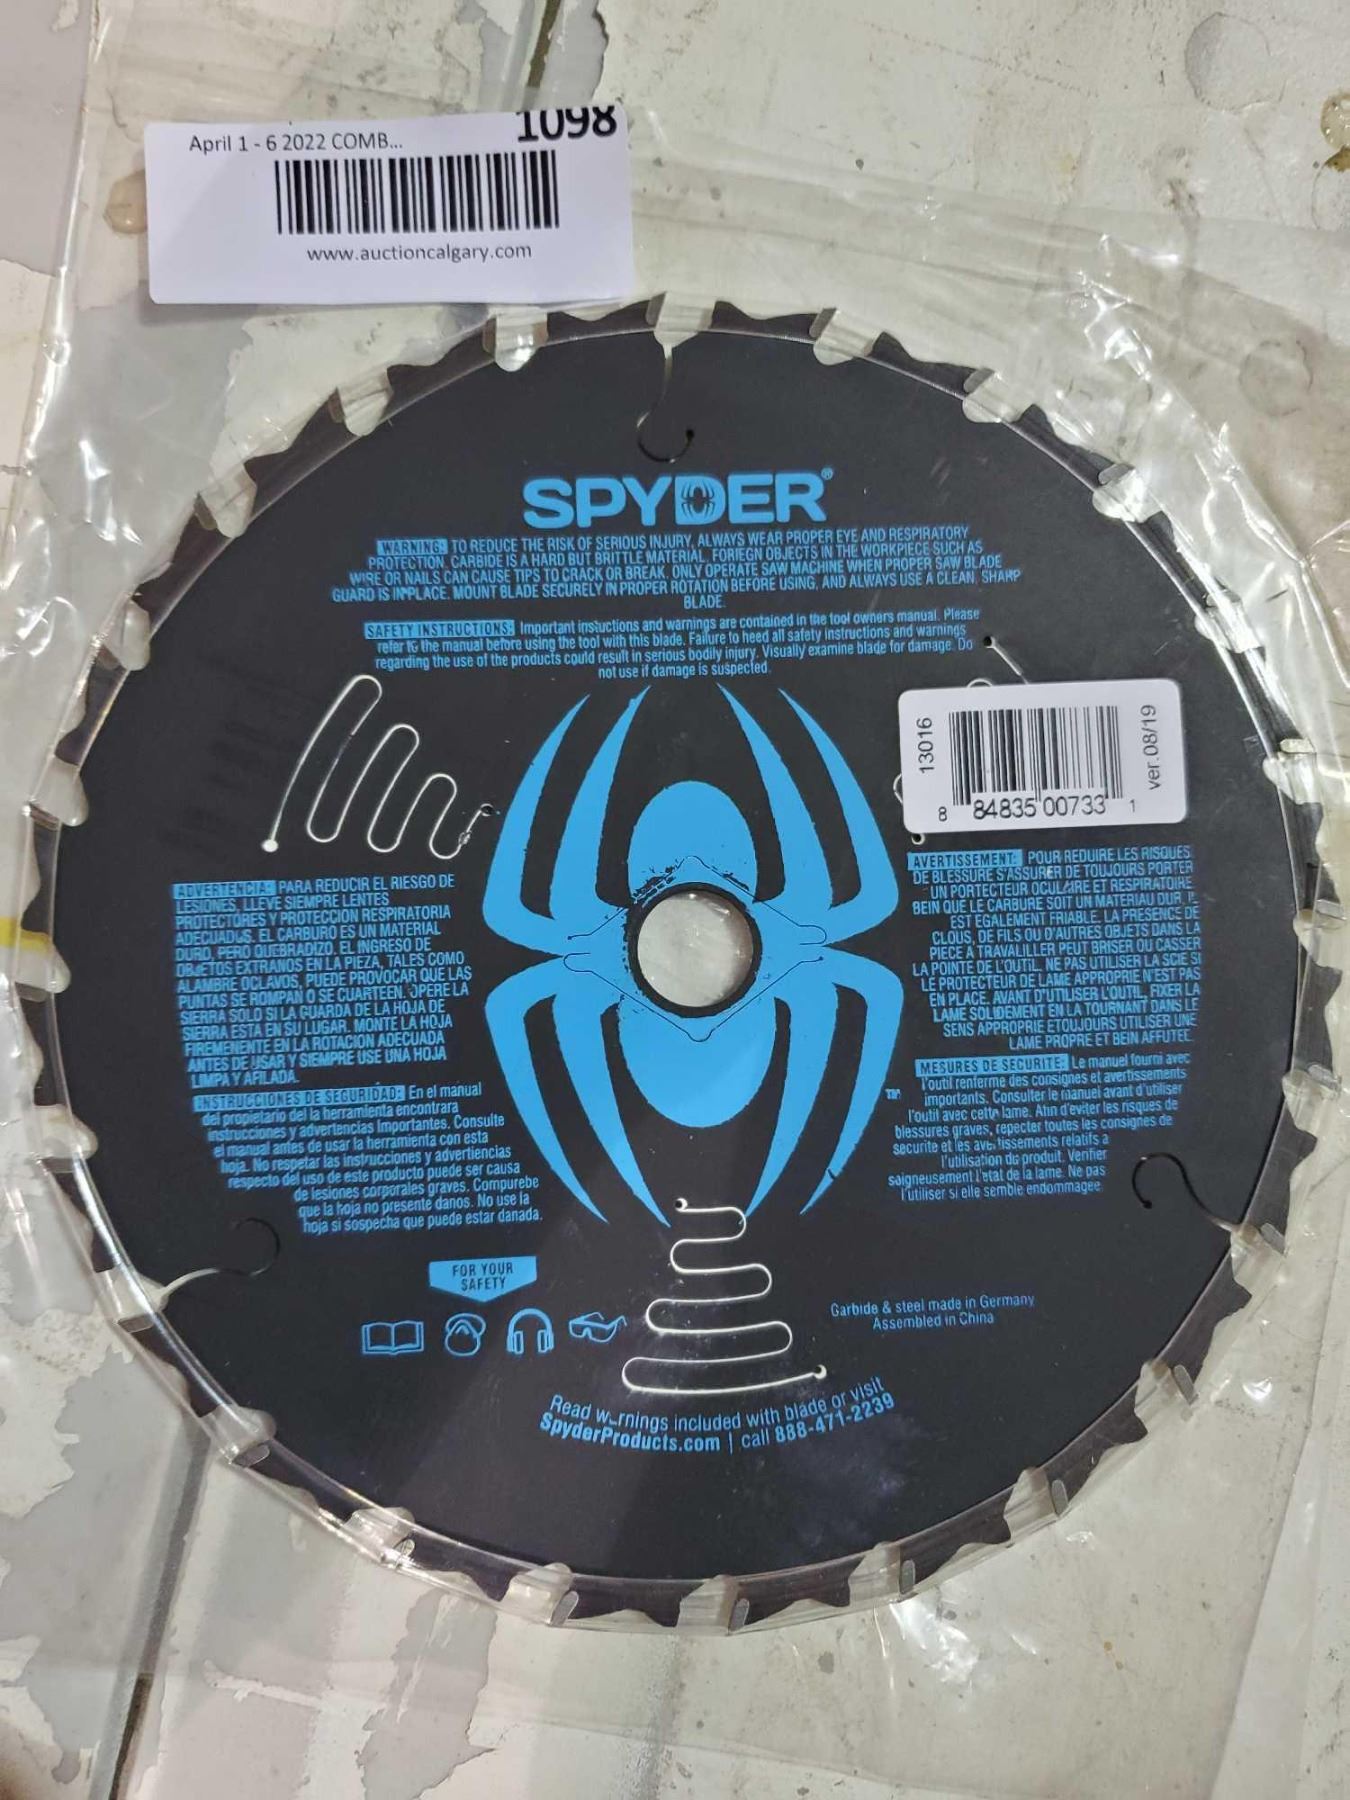 April 1 - 6 2022 COMB...
1098
www.auctioncalgary.com
SPYDER®
WARNING: TO REDUCE THE RISK OF SERIOUS INJURY, ALWAYS WEAR PROPER EYE AND RESPIRATORY
PROTECTION. CARBIDE IS A HARD BUT BRITTLE MATERIAL. FORIEGN OBJECTS IN THE WORKPIECE SUCH AS
WIRE OR NAILS CAN CAUSE TIPS TO CRACK OR BREAK. ONLY OPERATE SAW MACHINE WHEN PROPER SAW BLADE
GUARD IS IN PLACE. MOUNT BLADE SECURELY IN PROPER ROTATION BEFORE USING, AND ALWAYS USE A CLEAN, SHARP
BLADE.
SAFETY INSTRUCTIONS: Important instuctions and warnings are contained in the tool owners manual. Please
refer to the manual before using the tool with this blade. Failure to heed all safety instructions and warnings
regarding the use of the products could result in serious bodily injury. Visually examine blade for damage. Do
not use if damage is suspected.
13016
8 84835 00733 1
ver.08/19
ADVERTENCIA: PARA REDUCIR EL RIESGO DE
LESIONES, LLEVE SIEMPRE LENTES
PROTECTORES Y PROTECCION RESPIRATORIA
ADECUADUS. EL CARBURO ES UN MATERIAL
DURO, PERO QUEBRADIZO. EL INGRESO DE
OBJETOS EXTRANOS EN LA PIEZA, TALES COMO
ALAMBRE OCLAVOS, PUEDE PROVOCAR QUE LAS
PUNTAS SE ROMPAN O SE CUARTEEN. OPERE LA
SIERRA SOLO SI LA GUARDA DE LA HOJA DE
SIERRA ESTA EN SU LUGAR. MONTE LA HOJA
FIREMENENTE EN LA ROTACION ADECUADA
ANTES DE USAR Y SIEMPRE USE UNA HOJA
LIMPA Y AFILADA.
INSTRUCCIONES DE SEGURIDAD: En el manual
del propietario del la herramienta encontrara
instrucciones y advertencias Importantes. Consulte
el manual antes de usar la herramienta con esta
hoja. No respetar las instrucciones y advertencias
respecto del uso de este producto puede ser causa
de lesiones corporales graves. Compurebe
que la hoja no presente danos. No use la
hoja si sospecha que puede estar danada.
AVERTISSEMENT: POUR REDUIRE LES RISQUES
DE BLESSURE S'ASSURER DE TOUJOURS PORTER
UN PORTECTEUR OCULAIRE ET RESPIRATOIRE
BEIN QUE LE CARBURE SOIT UN MATERIAU DUR, IL
EST ÉGALEMENT FRIABLE. LA PRESENCE DE
CLOUS, DE FILS OU D'AUTRES OBJETS DANS LA
PIECE À TRAVALILLER PEUT BRISER OU CASSER
LA POINTE DE L'OUTIL. NE PAS UTILISER LA SCIE SI
LE PROTECTEUR DE LAME APPROPRIE N'EST PAS
EN PLACE. AVANT D'UTILISER L'OUTIL, FIXER LA
LAME SOLIDEMENT EN LA TOURNANT DANS LE
SENS APPROPRIE ETOUJOURS UTILISER UNE
LAME PROPRE ET BEIN AFFUTEE.
MESURES DE SECURITE: Le manuel fourni avec
l'outil renferme des consignes et avertissements
importants. Consulter le manuel avant d'utiliser
l'outil avec cette lame. Ahn d'eviter les risques de
blessures graves, repecter toutes les consignes de
securite et les avertissements relatifs a
l'utilisation dis produit. Verifier
saigneusement l'etat de la lame. Ne pas
l'utiliser si elle semble endommagee.
TM
FOR YOUR
SAFETY
Carbide & steel made in Germany
Assembled in China
Read warnings included with blade or visit
SpyderProducts.com | call 888-471-2239